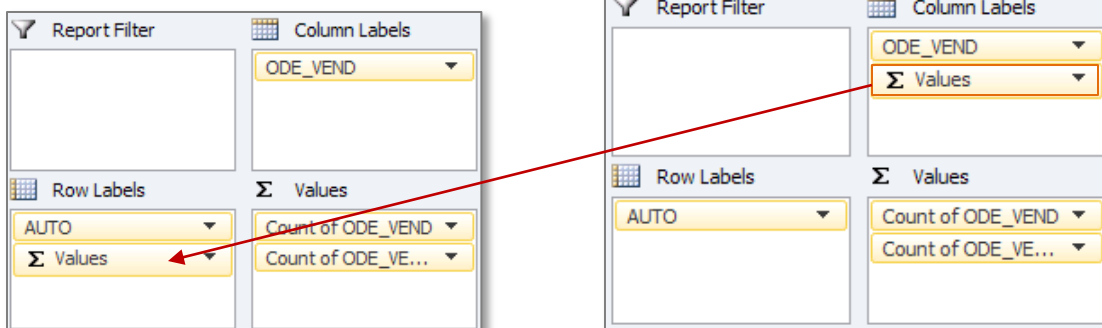 Report Filter
Column Labels
ODE_VEND
Row Labels
Σ Values
AUTO
Σ Values
Count of ODE_VEND
Count of ODE_VE...
Report Filter
Column Labels
ODE_VEND
Σ Values
Row Labels
Σ Values
AUTO
Count of ODE_VEND
Count of ODE_VE...